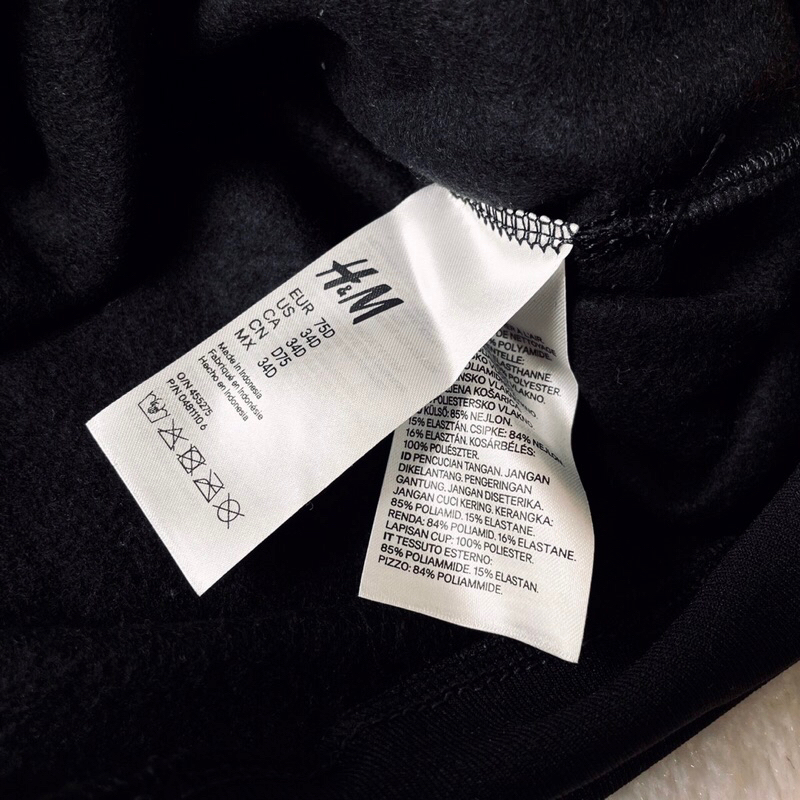 H&M
EUR 75D
US 34D
CA 34D
CN D75
MX 34D
Made in Indonesia
Fabriqué en Indonésie
Hecho en Indonesia
O/N 455275
P/N 0481110 6
DE NETTOYAGE
% POLYAMIDE.
ELASTHANNE.
POLYESTER.
VLAKNO.
KOŠARICA
POLIESTERSKO VLAKNO.
KÜLSŐ: 85% NEJLON.
15% ELASZTÁN. CSIPKE: 84% NEJLON.
16% ELASZTÁN. KOSÁRBÉLÉS:
100% POLIÉSZTER.
ID PENCUCIAN TANGAN. JANGAN
DIKELANTANG. PENGERINGAN
GANTUNG. JANGAN DISETERIKA.
JANGAN CUCI KERING. KERANGKA:
85% POLIAMID. 15% ELASTANE.
RENDA: 84% POLIAMID. 16% ELASTANE.
LAPISAN CUP: 100% POLIESTER.
IT TESSUTO ESTERNO:
85% POLIAMMIDE. 15% ELASTAN.
PIZZO: 84% POLIAMMIDE.